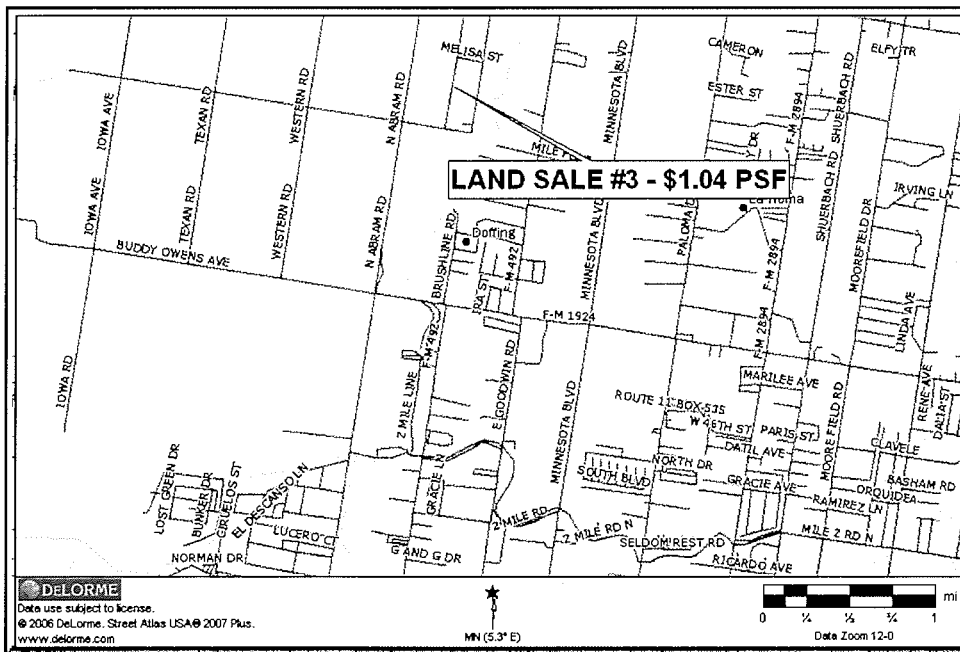 MELISA ST
CAMERON
ELFY TR
ESTER ST
IOWA AVE
TEXAN RD
WESTERN RD
N ABRAM RD
MINNESOTA BLVD
F-M 2894
SHUERBACH RD
MILE
LAND SALE #3 - $1.04 PSF
Y DR
La Homa
IRVING LN
IOWA AVE
TEXAN RD
WESTERN RD
N ABRAM RD
BRUSHLINE RD
Doffing
IRA ST
F-M 492
MINNESOTA BLVD
PALOMA
F-M 2894
SHUERBACH RD
MOOREFIELD DR
LINDA AVE
BUDDY OWENS AVE
F-M 1924
F-M 492
F-M 2894
MARILEE AVE
RENE AVE
DALIA ST
IOWA RD
2 MILE LINE
E GOODWIN RD
MINNESOTA BLVD
ROUTE 11 BOX 535
W 46TH ST
PARIS ST
DATIL AVE
MOOREFIELD RD
CLAVELE
LOST GREEN DR
BUNKER DR
CIRUELOS ST
EL DESCANSO LN
GRACIE LN
SOUTH BLVD
NORTH DR
GRACIE AVE
BASHAM RD
ORQUIDEA
RAMIREZ LN
LUCERO C
2 MILE RD
2 MILE RD N
SELDOM REST RD
MILE 2 RD N
NORMAN DR
G AND G DR
RICARDO AVE
DELORME
Data use subject to license.
© 2006 DeLorme. Street Atlas USA® 2007 Plus.
www.delorme.com
MN (5.3° E)
mi
0 ¼ ½ ¾ 1
Data Zoom 12-0